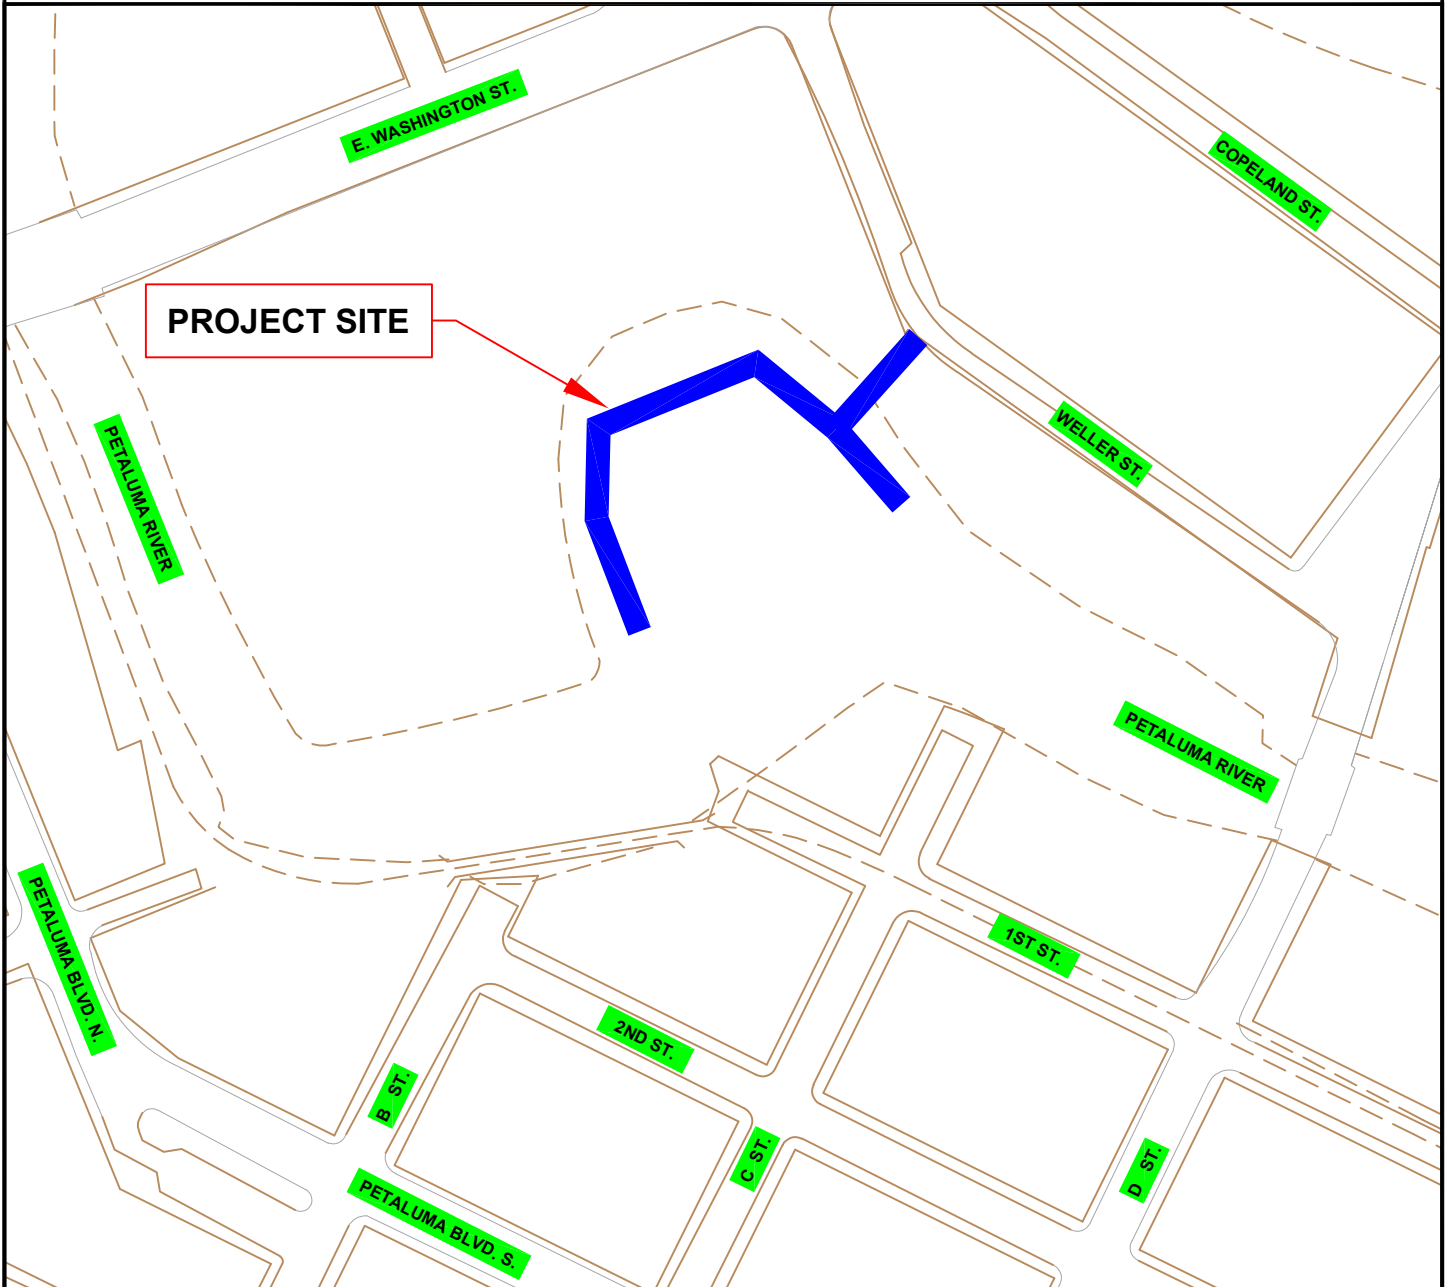 E. WASHINGTON ST.
COPELAND ST.
PROJECT SITE
WELLER ST.
PETALUMA RIVER
PETALUMA RIVER
PETALUMA BLVD. N.
1ST ST.
2ND ST.
B ST.
C ST.
D ST.
PETALUMA BLVD. S.